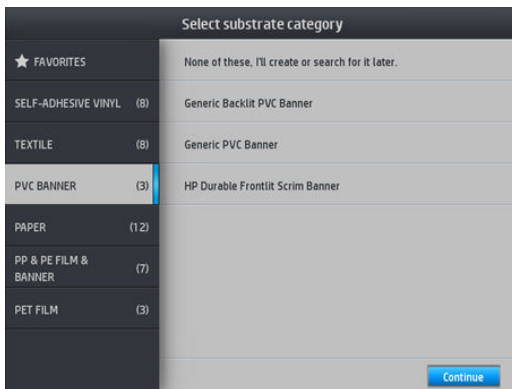 Select substrate category
FAVORITES
SELF-ADHESIVE VINYL (8)
TEXTILE (8)
PVC BANNER (3)
PAPER (12)
PP & PE FILM &
BANNER (7)
PET FILM (3)
None of these, I'll create or search for it later.
Generic Backlit PVC Banner
Generic PVC Banner
HP Durable Frontlit Scrim Banner
Continue